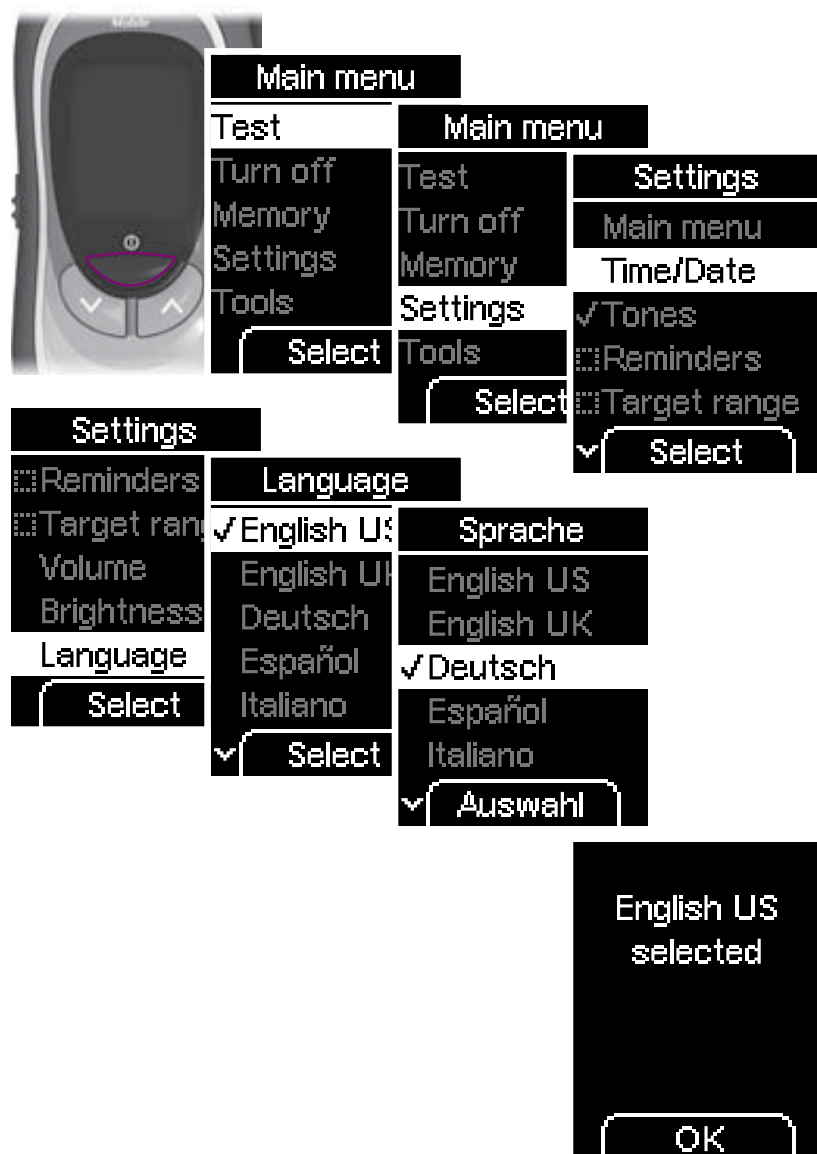 Mobile
Main menu
Test
Turn off
Memory
Settings
Tools
Select
Main menu
Test
Turn off
Memory
Settings
Tools
Select
Settings
Main menu
Time/Date
Tones
Reminders
Target range
Select
Settings
Reminders
Target rang
Volume
Brightness
Language
Select
Language
English US
English UK
Deutsch
Español
Italiano
Select
Sprache
English US
English UK
Deutsch
Español
Italiano
Auswahl
English US
selected
OK